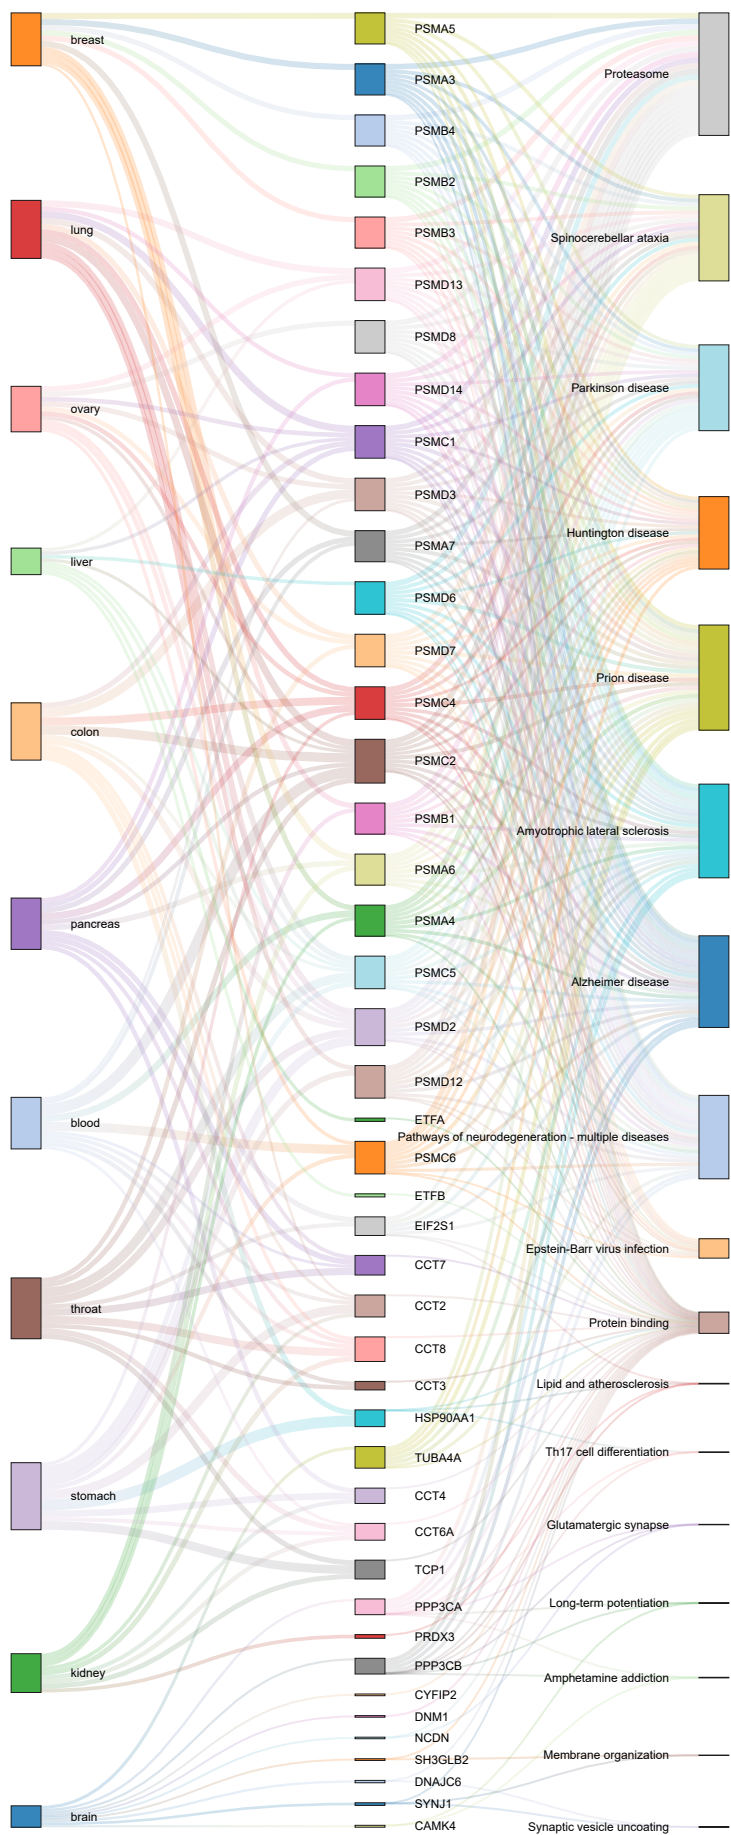 breast
lung
ovary
liver
colon
pancreas
blood
throat
stomach
kidney
brain
PSMA5
PSMA3
PSMB4
PSMB2
PSMB3
PSMD13
PSMD8
PSMD14
PSMC1
PSMD3
PSMA7
PSMD6
PSMD7
PSMC4
PSMC2
PSMB1
PSMA6
PSMA4
PSMC5
PSMD2
PSMD12
ETFA
PSMC6
ETFB
EIF2S1
CCT7
CCT2
CCT8
CCT3
HSP90AA1
TUBA4A
CCT4
CCT6A
TCP1
PPP3CA
PRDX3
PPP3CB
CYFIP2
DNM1
NCDN
SH3GLB2
DNAJC6
SYNJ1
CAMK4
Proteasome
Spinocerebellar ataxia
Parkinson disease
Huntington disease
Prion disease
Amyotrophic lateral sclerosis
Alzheimer disease
Pathways of neurodegeneration - multiple diseases
Epstein-Barr virus infection
Protein binding
Lipid and atherosclerosis
Th17 cell differentiation
Glutamatergic synapse
Long-term potentiation
Amphetamine addiction
Membrane organization
Synaptic vesicle uncoating